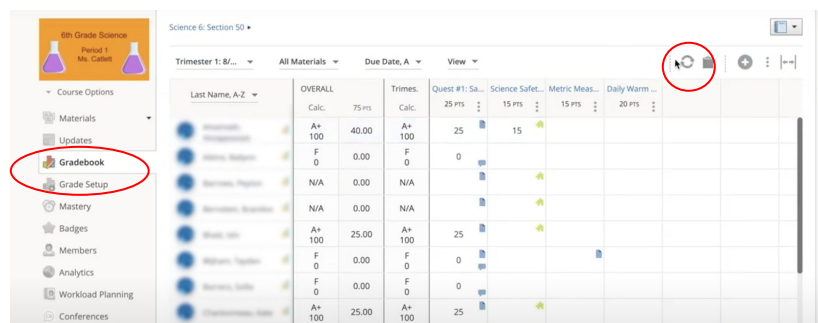 6th Grade Science
Period 1
Ms. Catlett
Course Options
Materials
Updates
Gradebook
Grade Setup
Mastery
Badges
Members
Analytics
Workload Planning
Conferences
Science 6: Section 50
Trimester 1: 8/... All Materials Due Date, A View
Last Name, A-Z OVERALL Trimes. Quest #1: Sa... Science Safet... Metric Meas... Daily Warm ...
Calc. 75 PTS Calc. 25 PTS 15 PTS 15 PTS 20 PTS
A+ 100 40.00 A+ 100 25 15
F 0 0.00 F 0 0
N/A 0.00 N/A
N/A 0.00 N/A
A+ 100 25.00 A+ 100 25
F 0 0.00 F 0 0
F 0 0.00 F 0 0
A+ 100 25.00 A+ 100 25